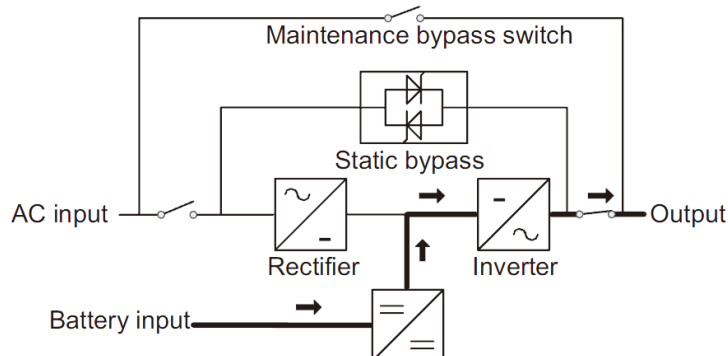 Maintenance bypass switch
Static bypass
AC input
Output
Rectifier
Inverter
Battery input